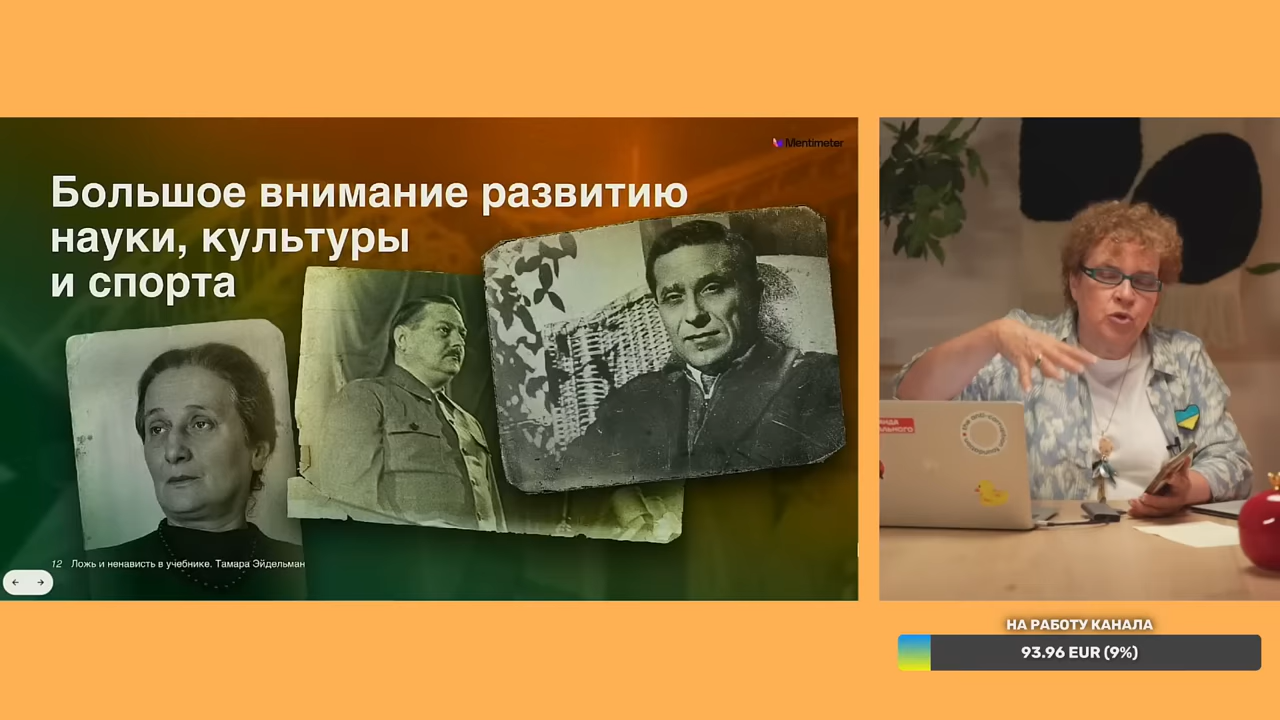 Mentimeter
Большое внимание развитию
науки, культуры
и спорта
12 Ложь и ненависть в учебнике. Тамара Эйдельман
НА РАБОТУ КАНАЛА
93.96 EUR (9%)